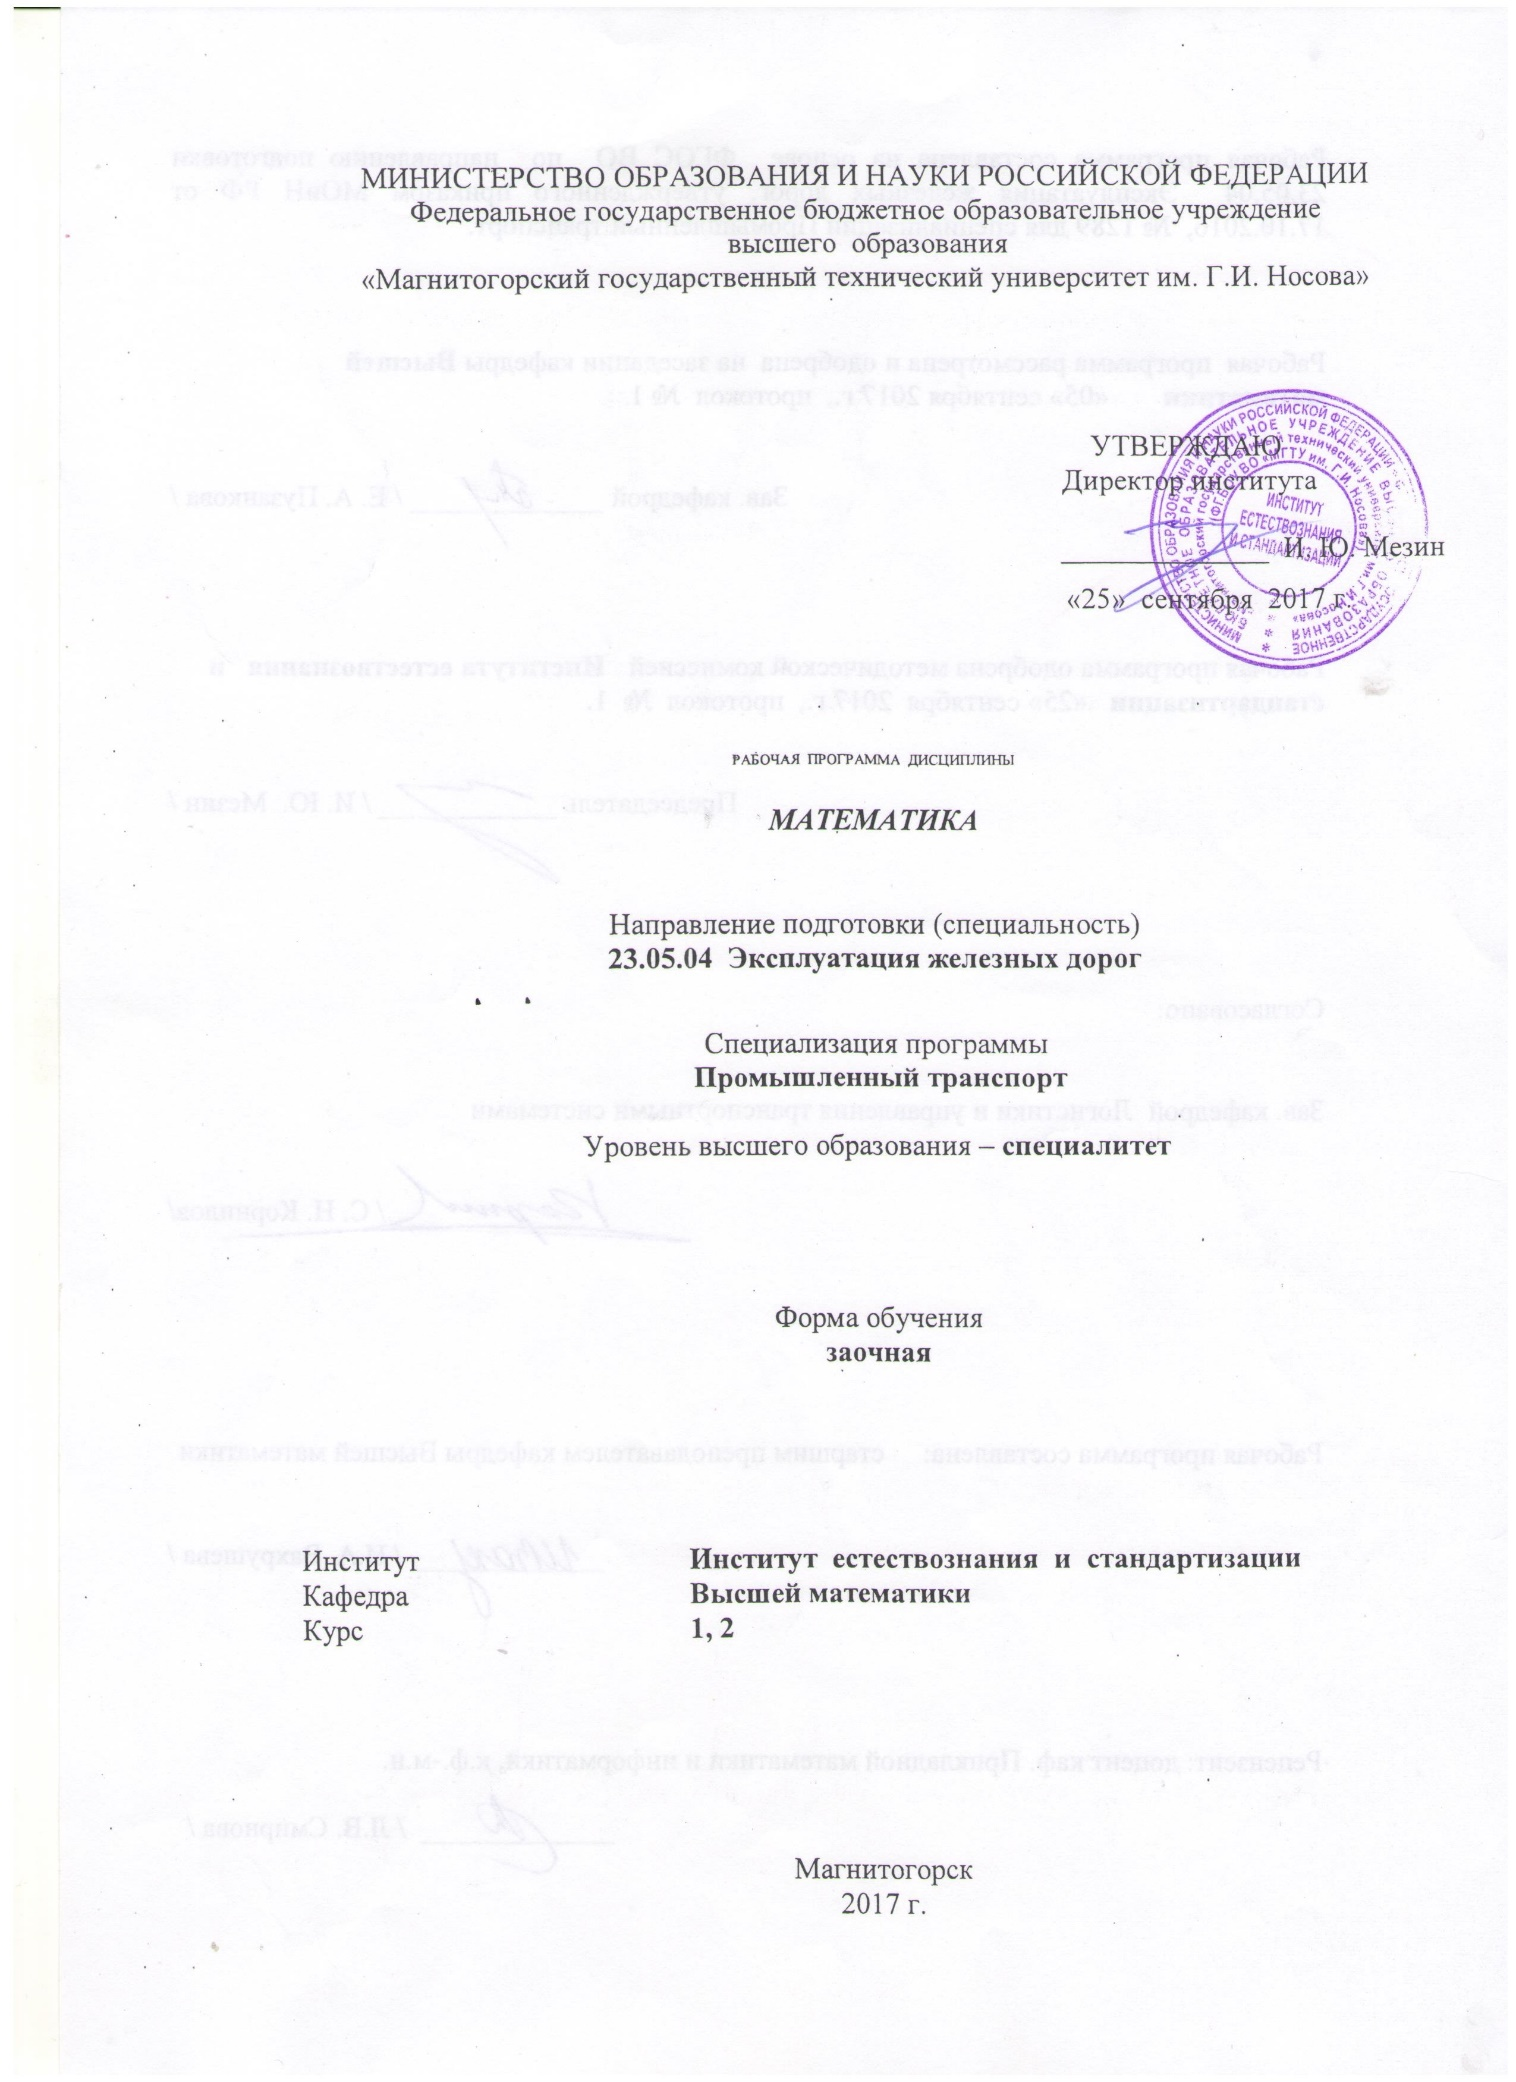 МИНИСТЕРСТВО ОБРАЗОВАНИЯ И НАУКИ РОССИЙСКОЙ ФЕДЕРАЦИИ
Федеральное государственное бюджетное образовательное учреждение
высшего образования
«Магнитогорский государственный технический университет им. Г.И. Носова»
УТВЕРЖДАЮ
Директор института
ИНСТИТУТ
ЕСТЕСТВОЗНАНИЯ
И СТАНДАРТИЗАЦИИ
И. Ю. Мезин
«25» сентября 2017 г.
РАБОЧАЯ ПРОГРАММА ДИСЦИПЛИНЫ
МАТЕМАТИКА
Направление подготовки (специальность)
23.05.04 Эксплуатация железных дорог
Специализация программы
Промышленный транспорт
Уровень высшего образования – специалитет
Форма обучения
заочная
Институт Институт естествознания и стандартизации
Кафедра Высшей математики
Курс 1, 2
Магнитогорск
2017 г.